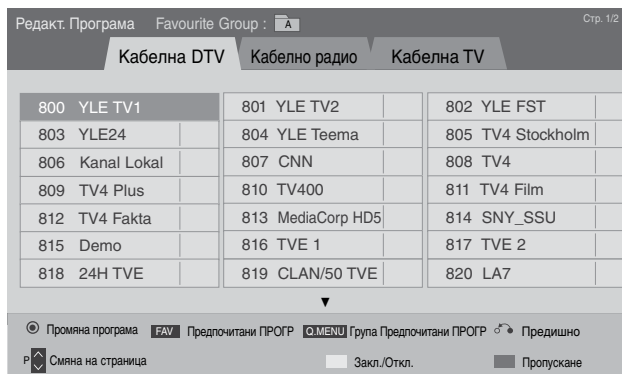 Редакт. Програма Favourite Group : A Стр. 1/2
Кабелна DTV Кабелно радио Кабелна TV
800 YLE TV1 801 YLE TV2 802 YLE FST
803 YLE24 804 YLE Teema 805 TV4 Stockholm
806 Kanal Lokal 807 CNN 808 TV4
809 TV4 Plus 810 TV400 811 TV4 Film
812 TV4 Fakta 813 MediaCorp HD5 814 SNY_SSU
815 Demo 816 TVE 1 817 TVE 2
818 24H TVE 819 CLAN/50 TVE 820 LA7
Промяна програма FAV Предпочитани ПРОГР Q.MENU Група Предпочитани ПРОГР Предишно
P Смяна на страница Закл./Откл. Пропускане